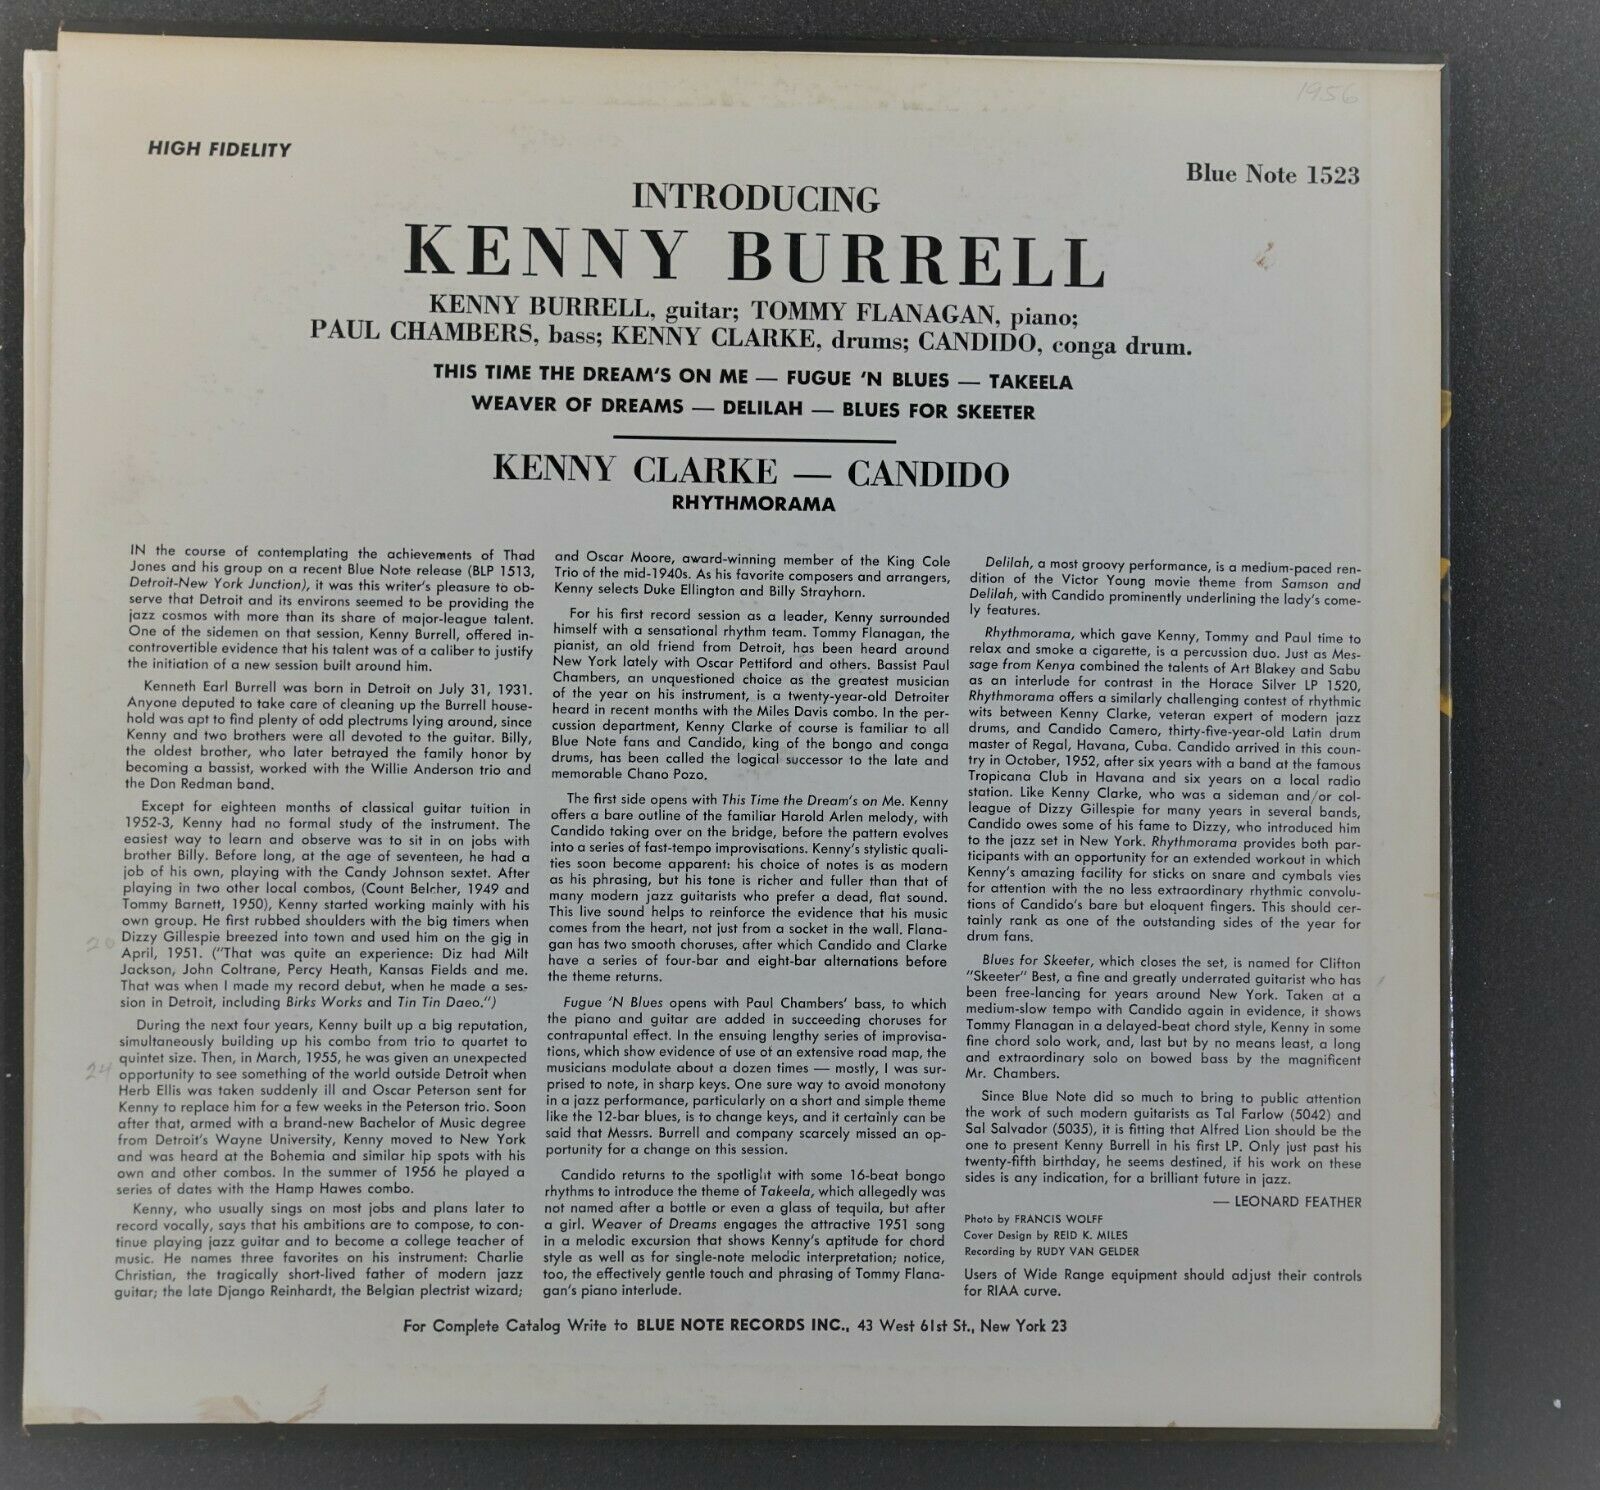 1956
HIGH FIDELITY
Blue Note 1523
INTRODUCING
KENNY BURRELL
KENNY BURRELL, guitar; TOMMY FLANAGAN, piano;
PAUL CHAMBERS, bass; KENNY CLARKE, drums; CANDIDO, conga drum.
THIS TIME THE DREAM'S ON ME — FUGUE 'N BLUES — TAKEELA
WEAVER OF DREAMS — DELILAH — BLUES FOR SKEETER
KENNY CLARKE — CANDIDO
RHYTHMORAMA
IN the course of contemplating the achievements of Thad
Jones and his group on a recent Blue Note release (BLP 1513,
Detroit-New York Junction), it was this writer's pleasure to ob-
serve that Detroit and its environs seemed to be providing the
jazz cosmos with more than its share of major-league talent.
One of the sidemen on that session, Kenny Burrell, offered in-
controvertible evidence that his talent was of a caliber to justify
the initiation of a new session built around him.
Kenneth Earl Burrell was born in Detroit on July 31, 1931.
Anyone deputed to take care of cleaning up the Burrell house-
hold was apt to find plenty of odd plectrums lying around, since
Kenny and two brothers were all devoted to the guitar. Billy,
the oldest brother, who later betrayed the family honor by
becoming a bassist, worked with the Willie Anderson trio and
the Don Redman band.
Except for eighteen months of classical guitar tuition in
1952-3, Kenny had no formal study of the instrument. The
easiest way to learn and observe was to sit in on jobs with
brother Billy. Before long, at the age of seventeen, he had a
job of his own, playing with the Candy Johnson sextet. After
playing in two other local combos, (Count Belcher, 1949 and
Tommy Barnett, 1950), Kenny started working mainly with his
own group. He first rubbed shoulders with the big timers when
20 Dizzy Gillespie breezed into town and used him on the gig in
April, 1951. ("That was quite an experience: Diz had Milt
Jackson, John Coltrane, Percy Heath, Kansas Fields and me.
That was when I made my record debut, when he made a ses-
sion in Detroit, including Birks Works and Tin Tin Daeo.")
During the next four years, Kenny built up a big reputation,
simultaneously building up his combo from trio to quartet to
quintet size. Then, in March, 1955, he was given an unexpected
24 opportunity to see something of the world outside Detroit when
Herb Ellis was taken suddenly ill and Oscar Peterson sent for
Kenny to replace him for a few weeks in the Peterson trio. Soon
after that, armed with a brand-new Bachelor of Music degree
from Detroit's Wayne University, Kenny moved to New York
and was heard at the Bohemia and similar hip spots with his
own and other combos. In the summer of 1956 he played a
series of dates with the Hamp Hawes combo.
Kenny, who usually sings on most jobs and plans later to
record vocally, says that his ambitions are to compose, to con-
tinue playing jazz guitar and to become a college teacher of
music. He names three favorites on his instrument: Charlie
Christian, the tragically short-lived father of modern jazz
guitar; the late Django Reinhardt, the Belgian plectrist wizard;
and Oscar Moore, award-winning member of the King Cole
Trio of the mid-1940s. As his favorite composers and arrangers,
Kenny selects Duke Ellington and Billy Strayhorn.
For his first record session as a leader, Kenny surrounded
himself with a sensational rhythm team. Tommy Flanagan, the
pianist, an old friend from Detroit, has been heard around
New York lately with Oscar Pettiford and others. Bassist Paul
Chambers, an unquestioned choice as the greatest musician
of the year on his instrument, is a twenty-year-old Detroiter
heard in recent months with the Miles Davis combo. In the per-
cussion department, Kenny Clarke of course is familiar to all
Blue Note fans and Candido, king of the bongo and conga
drums, has been called the logical successor to the late and
memorable Chano Pozo.
The first side opens with This Time the Dream's on Me. Kenny
offers a bare outline of the familiar Harold Arlen melody, with
Candido taking over on the bridge, before the pattern evolves
into a series of fast-tempo improvisations. Kenny's stylistic quali-
ties soon become apparent: his choice of notes is as modern
as his phrasing, but his tone is richer and fuller than that of
many modern jazz guitarists who prefer a dead, flat sound.
This live sound helps to reinforce the evidence that his music
comes from the heart, not just from a socket in the wall. Flana-
gan has two smooth choruses, after which Candido and Clarke
have a series of four-bar and eight-bar alternations before
the theme returns.
Fugue 'N Blues opens with Paul Chambers' bass, to which
the piano and guitar are added in succeeding choruses for
contrapuntal effect. In the ensuing lengthy series of improvisa-
tions, which show evidence of use of an extensive road map, the
musicians modulate about a dozen times — mostly, I was sur-
prised to note, in sharp keys. One sure way to avoid monotony
in a jazz performance, particularly on a short and simple theme
like the 12-bar blues, is to change keys, and it certainly can be
said that Messrs. Burrell and company scarcely missed an op-
portunity for a change on this session.
Candido returns to the spotlight with some 16-beat bongo
rhythms to introduce the theme of Takeela, which allegedly was
not named after a bottle or even a glass of tequila, but after
a girl. Weaver of Dreams engages the attractive 1951 song
in a melodic excursion that shows Kenny's aptitude for chord
style as well as for single-note melodic interpretation; notice,
too, the effectively gentle touch and phrasing of Tommy Flana-
gan's piano interlude.
Delilah, a most groovy performance, is a medium-paced ren-
dition of the Victor Young movie theme from Samson and
Delilah, with Candido prominently underlining the lady's come-
ly features.
Rhythmorama, which gave Kenny, Tommy and Paul time to
relax and smoke a cigarette, is a percussion duo. Just as Mes-
sage from Kenya combined the talents of Art Blakey and Sabu
as an interlude for contrast in the Horace Silver LP 1520,
Rhythmorama offers a similarly challenging contest of rhythmic
wits between Kenny Clarke, veteran expert of modern jazz
drums, and Candido Camero, thirty-five-year-old Latin drum
master of Regal, Havana, Cuba. Candido arrived in this coun-
try in October, 1952, after six years with a band at the famous
Tropicana Club in Havana and six years on a local radio
station. Like Kenny Clarke, who was a sideman and/or col-
league of Dizzy Gillespie for many years in several bands,
Candido owes some of his fame to Dizzy, who introduced him
to the jazz set in New York. Rhythmorama provides both par-
ticipants with an opportunity for an extended workout in which
Kenny's amazing facility for sticks on snare and cymbals vies
for attention with the no less extraordinary rhythmic convolu-
tions of Candido's bare but eloquent fingers. This should cer-
tainly rank as one of the outstanding sides of the year for
drum fans.
Blues for Skeeter, which closes the set, is named for Clifton
"Skeeter" Best, a fine and greatly underrated guitarist who has
been free-lancing for years around New York. Taken at a
medium-slow tempo with Candido again in evidence, it shows
Tommy Flanagan in a delayed-beat chord style, Kenny in some
fine chord solo work, and, last but by no means least, a long
and extraordinary solo on bowed bass by the magnificent
Mr. Chambers.
Since Blue Note did so much to bring to public attention
the work of such modern guitarists as Tal Farlow (5042) and
Sal Salvador (5035), it is fitting that Alfred Lion should be the
one to present Kenny Burrell in his first LP. Only just past his
twenty-fifth birthday, he seems destined, if his work on these
sides is any indication, for a brilliant future in jazz.
— LEONARD FEATHER
Photo by FRANCIS WOLFF
Cover Design by REID K. MILES
Recording by RUDY VAN GELDER
Users of Wide Range equipment should adjust their controls
for RIAA curve.
For Complete Catalog Write to BLUE NOTE RECORDS INC., 43 West 61st St., New York 23